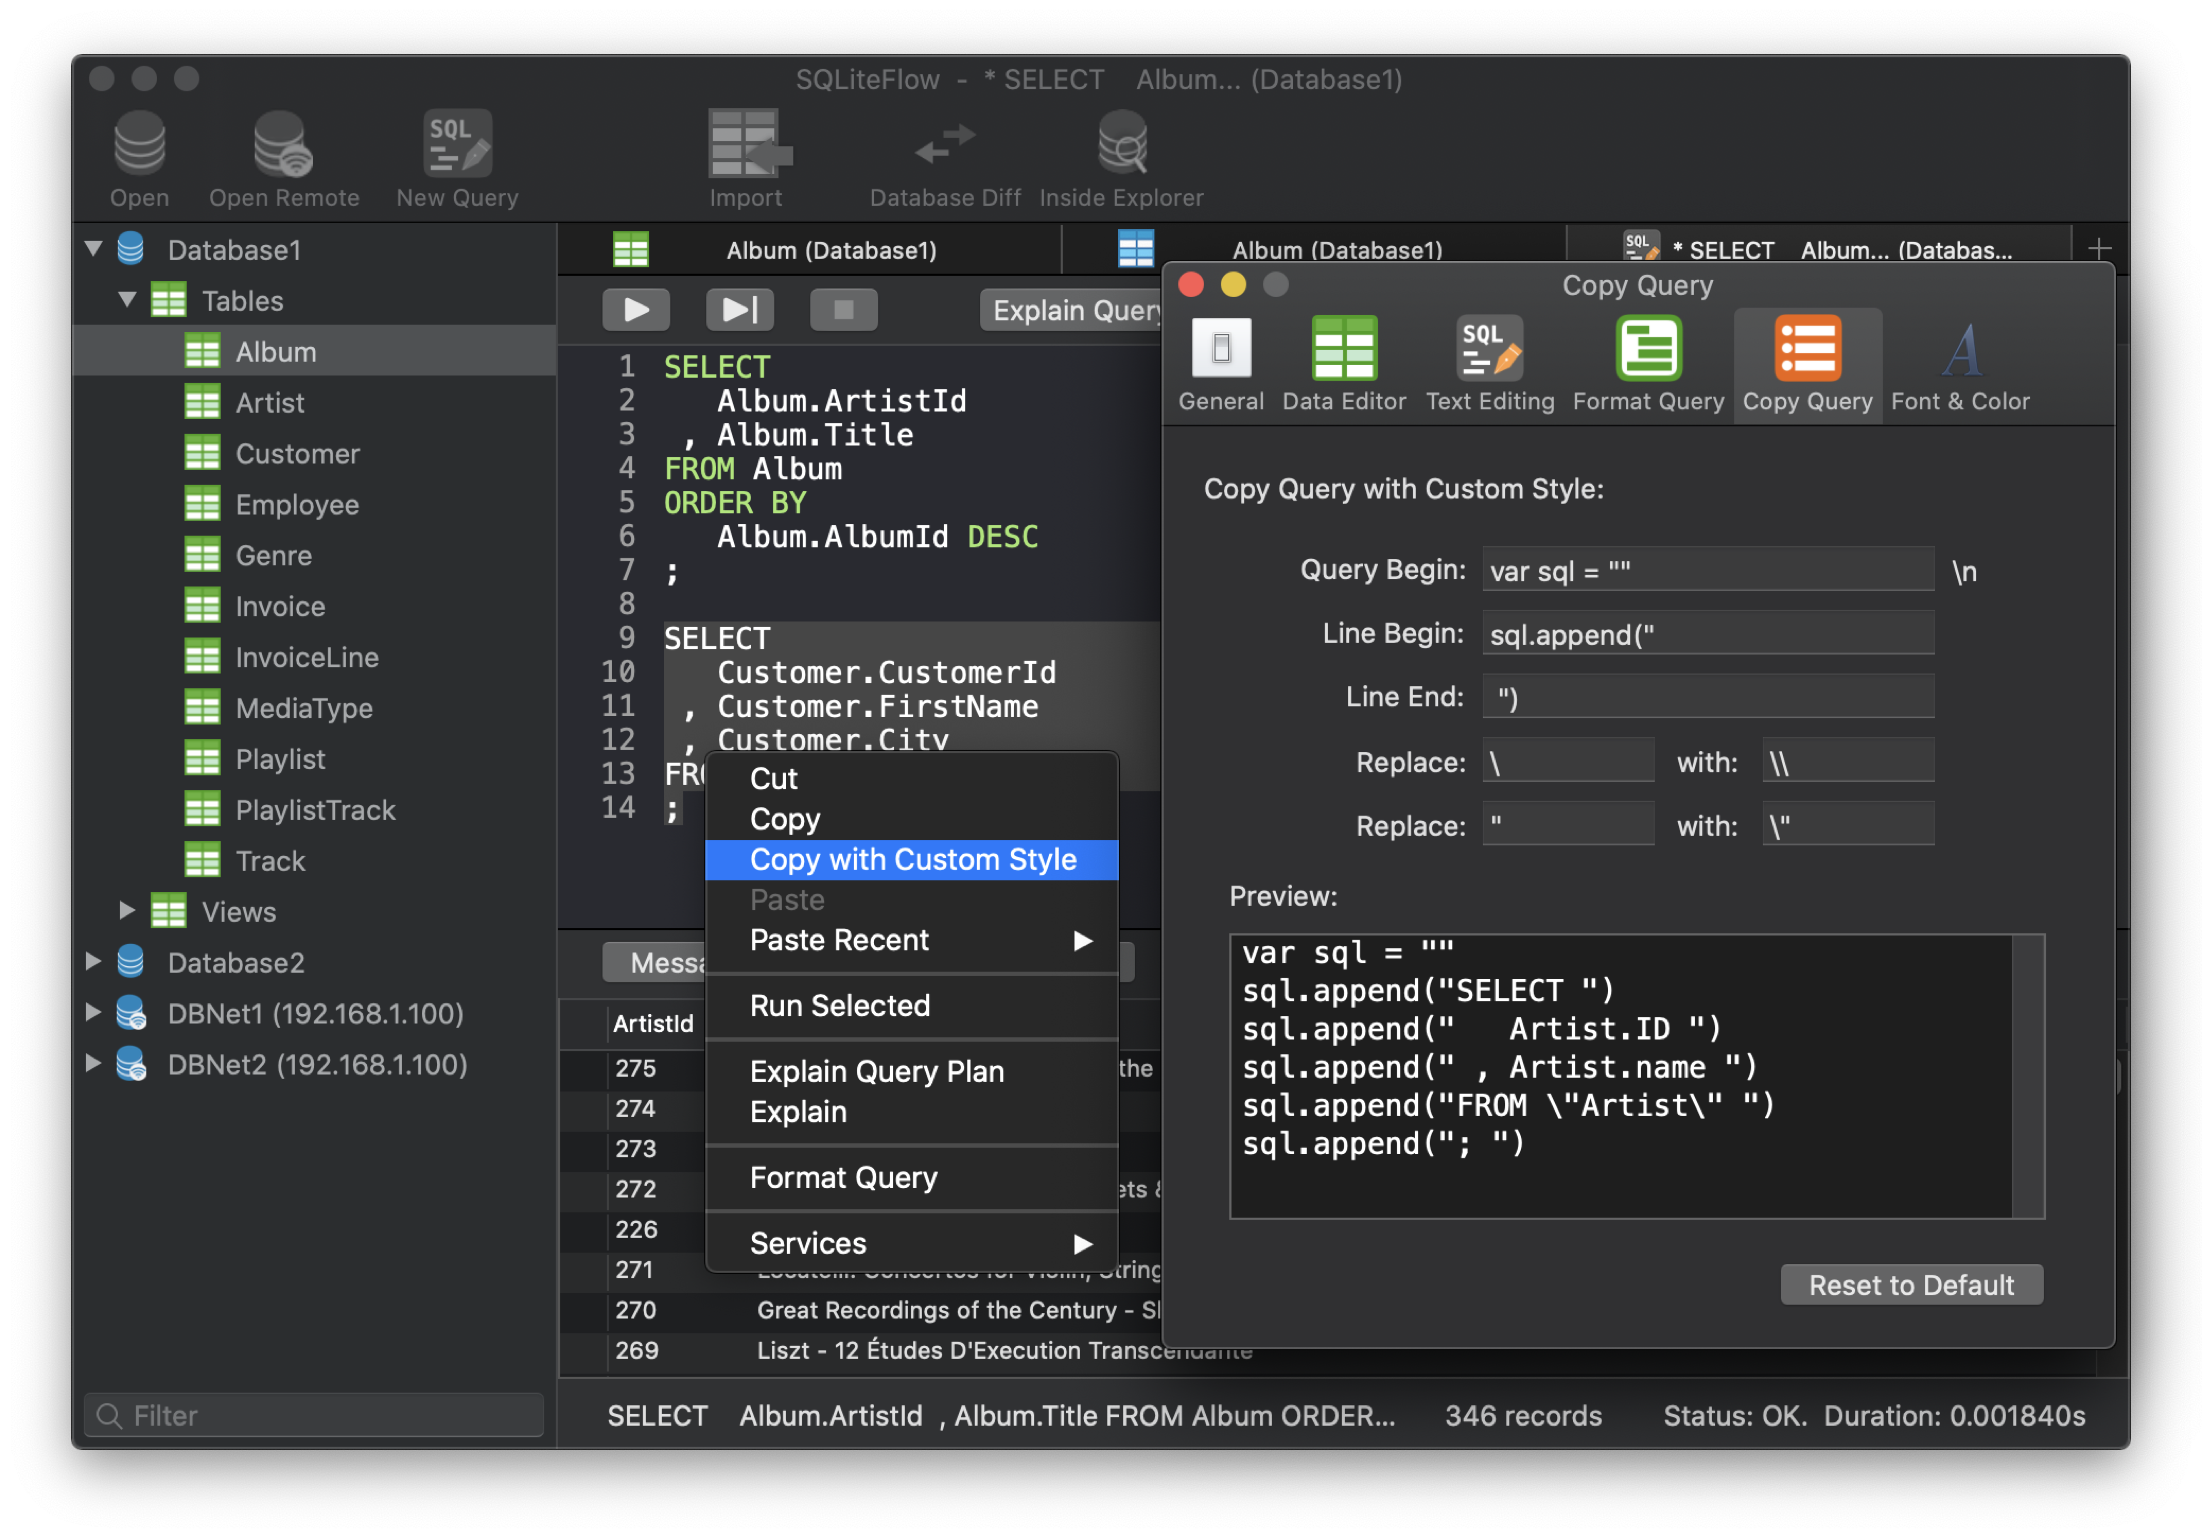 SQLiteFlow - * SELECT    Album... (Database1)
Open
Open Remote
SQL
New Query
Import
Database Diff
Inside Explorer
Database1
Tables
Album
Artist
Customer
Employee
Genre
Invoice
InvoiceLine
MediaType
Playlist
PlaylistTrack
Track
Views
Database2
DBNet1 (192.168.1.100)
DBNet2 (192.168.1.100)
Filter
Album (Database1)
Album (Database1)
SQL * SELECT    Album... (Databas...
Explain Query
1 SELECT
2    Album.ArtistId
3  , Album.Title
4 FROM Album
5 ORDER BY
6    Album.AlbumId DESC
7 ;
8
9 SELECT
10    Customer.CustomerId
11  , Customer.FirstName
12  , Customer.City
13 FRO
14 ;
Cut
Copy
Copy with Custom Style
Paste
Paste Recent
Run Selected
Explain Query Plan
Explain
Format Query
Services
Messa
ArtistId
275 the
274
273
272 ets &
226
271 Locatelli: Concertos for Violin, String
270 Great Recordings of the Century - S
269 Liszt - 12 Études D'Execution Transcendante
SELECT    Album.ArtistId  , Album.Title FROM Album ORDER...
346 records
Status: OK.  Duration: 0.001840s
Copy Query
General
Data Editor
SQL
Text Editing
Format Query
Copy Query
A
Font & Color
Copy Query with Custom Style:
Query Begin: var sql = "" \n
Line Begin: sql.append("
Line End:  ")
Replace: \ with: \\
Replace: " with: \"
Preview:
var sql = ""
sql.append("SELECT ")
sql.append("   Artist.ID ")
sql.append(" , Artist.name ")
sql.append("FROM \"Artist\" ")
sql.append("; ")
Reset to Default